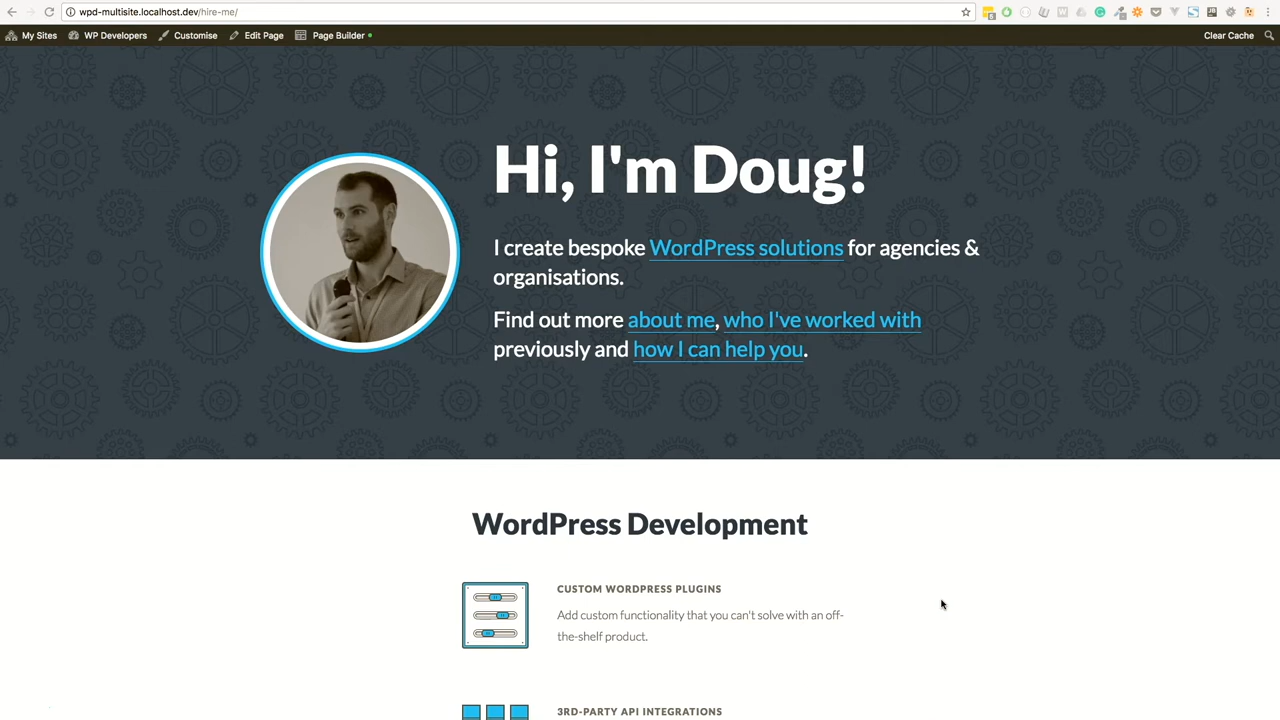 wpd-multisite.localhost.dev/hire-me/
My Sites WP Developers Customise Edit Page Page Builder Clear Cache
Hi, I'm Doug!
I create bespoke WordPress solutions for agencies &
organisations.
Find out more about me, who I've worked with
previously and how I can help you.
WordPress Development
CUSTOM WORDPRESS PLUGINS
Add custom functionality that you can't solve with an off-
the-shelf product.
3RD-PARTY API INTEGRATIONS